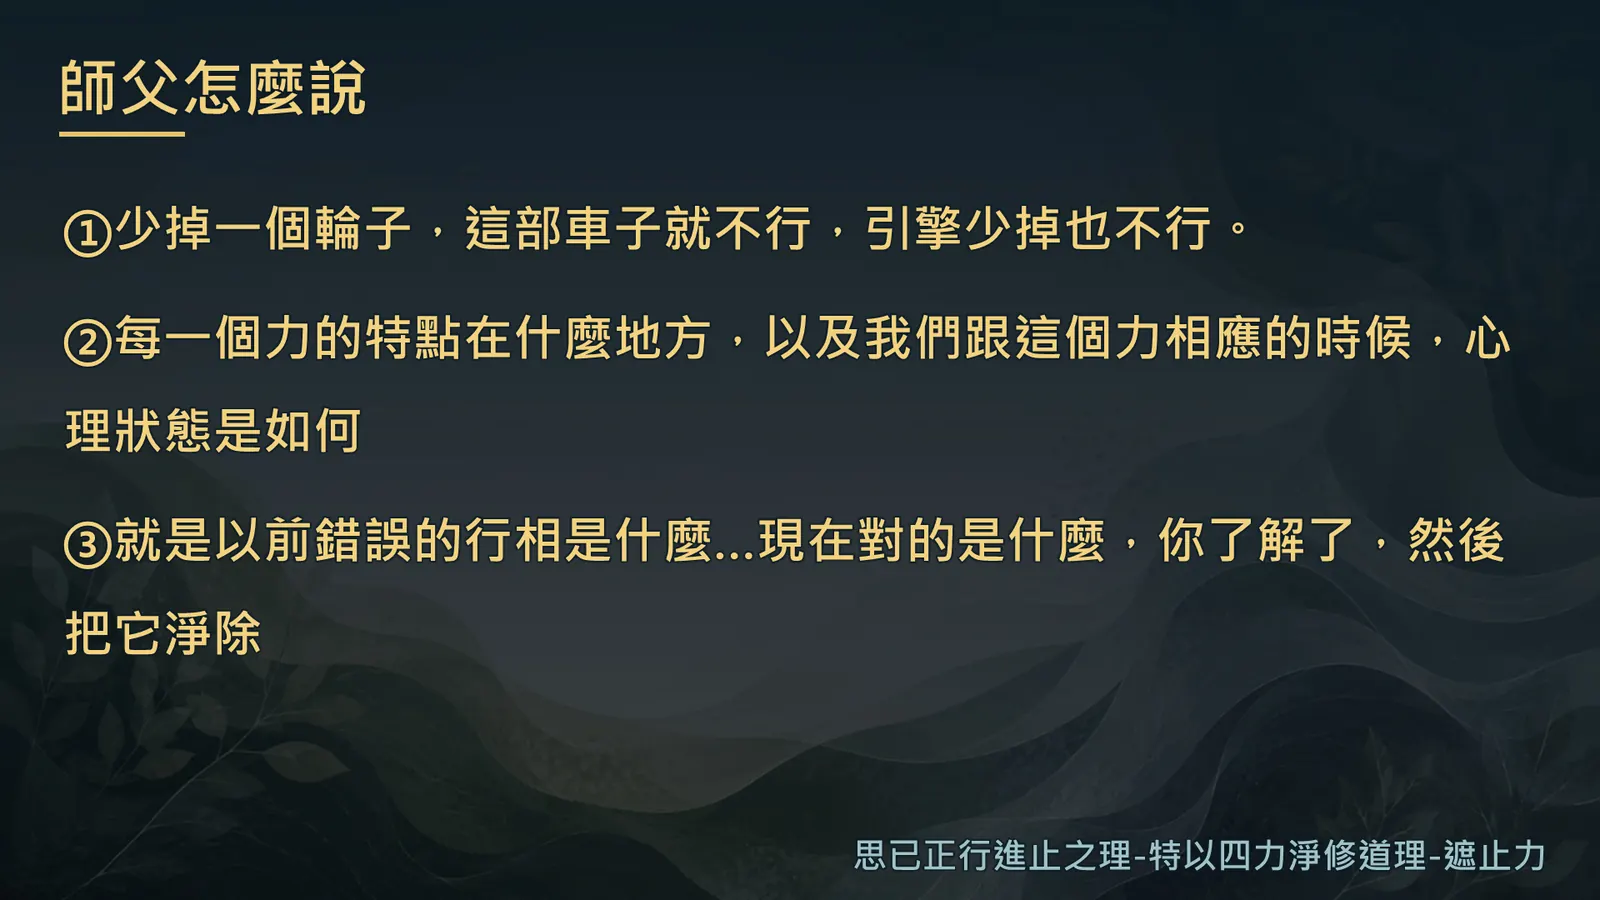 師父怎麼說
①少掉一個輪子，這部車子就不行，引擎少掉也不行。
②每一個力的特點在什麼地方，以及我們跟這個力相應的時候，心
理狀態是如何
③就是以前錯誤的行相是什麼...現在對的是什麼，你了解了，然後
把它淨除
思已正行進止之理-特以四力淨修道理-遮止力